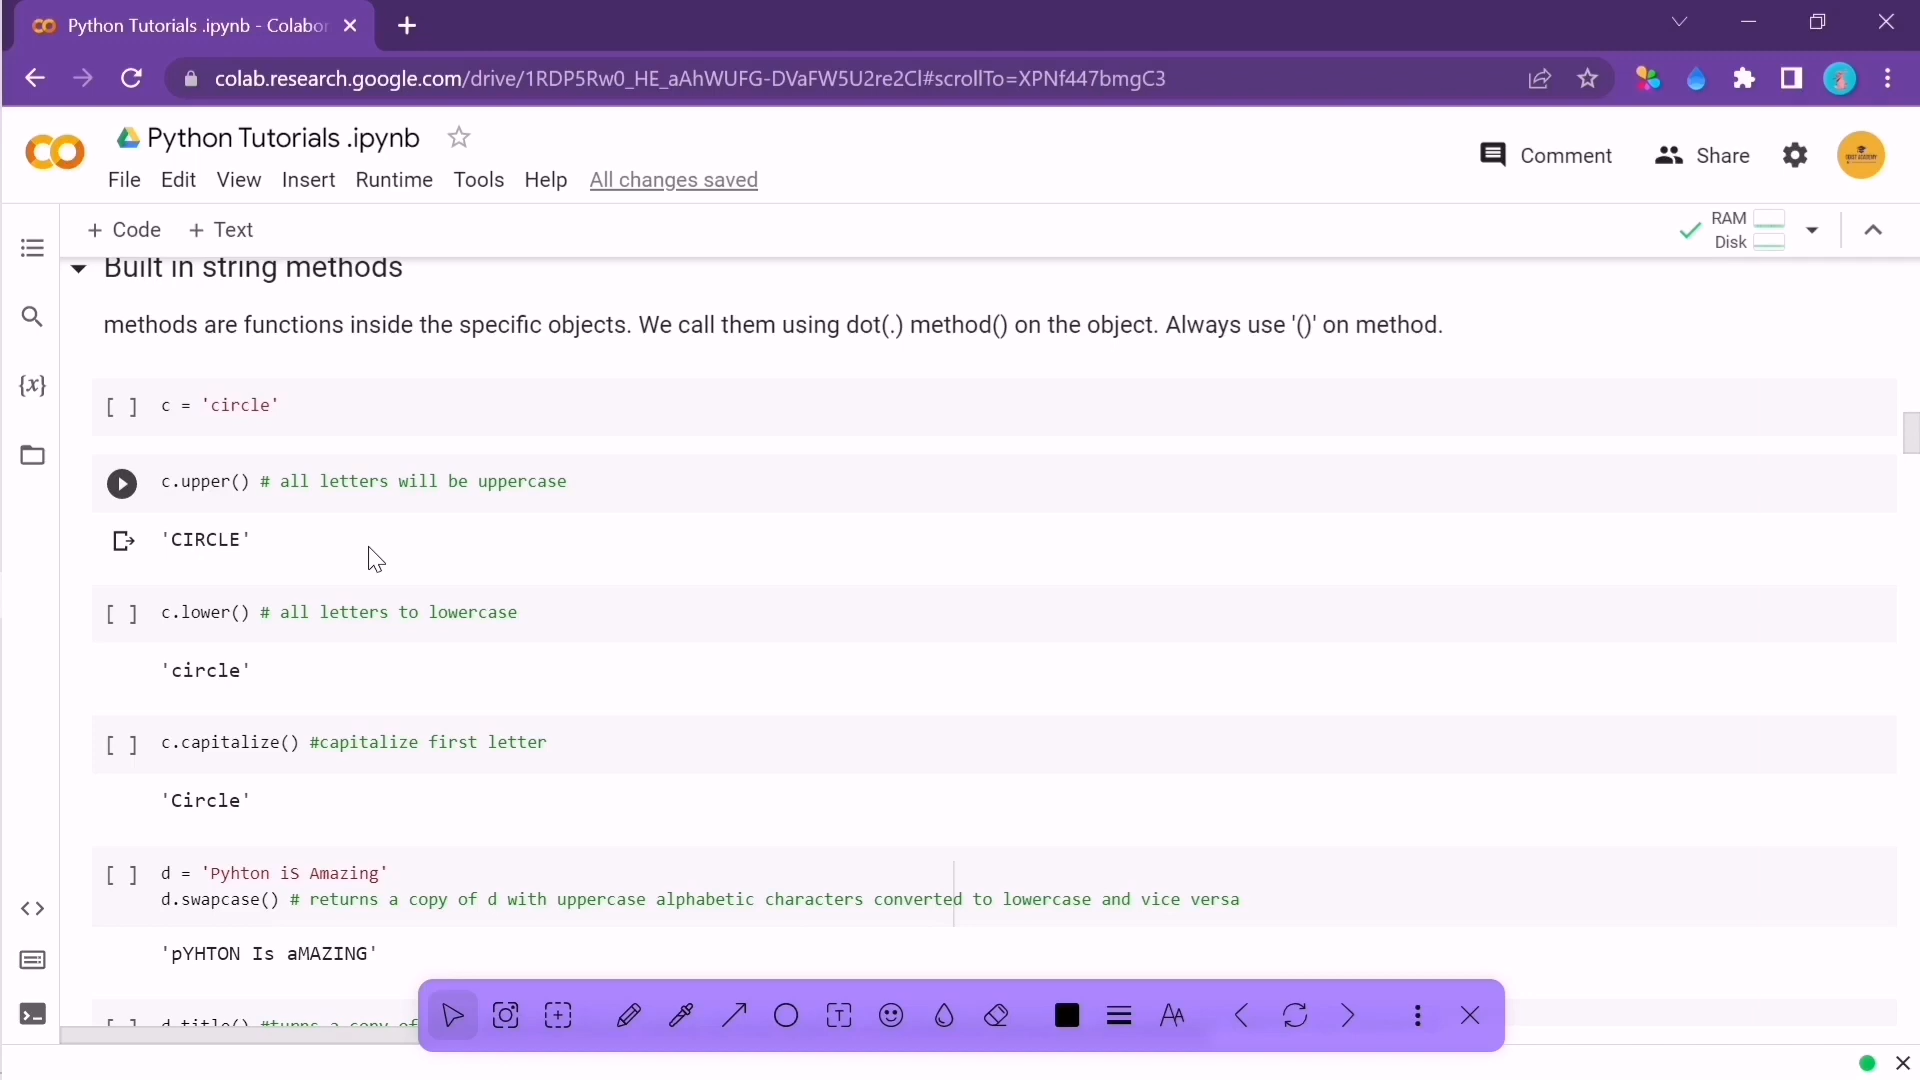 Python Tutorials .ipynb - Colabor
colab.research.google.com/drive/1RDP5Rw0_HE_aAhWUFG-DVaFW5U2re2Cl#scrollTo=XPNf447bmgC3
Python Tutorials .ipynb
Comment Share
File Edit View Insert Runtime Tools Help All changes saved
+ Code + Text
RAM
Disk
Built in string methods
methods are functions inside the specific objects. We call them using dot(.) method() on the object. Always use '()' on method.
[ ] c = 'circle'
c.upper() # all letters will be uppercase
'CIRCLE'
{x}
[ ] c.lower() # all letters to lowercase
'circle'
[ ] c.capitalize() #capitalize first letter
'Circle'
[ ] d = 'Pyhton iS Amazing'
d.swapcase() # returns a copy of d with uppercase alphabetic characters converted to lowercase and vice versa
'pYHTON Is aMAZING'
[ ] d.title() #turns a copy of